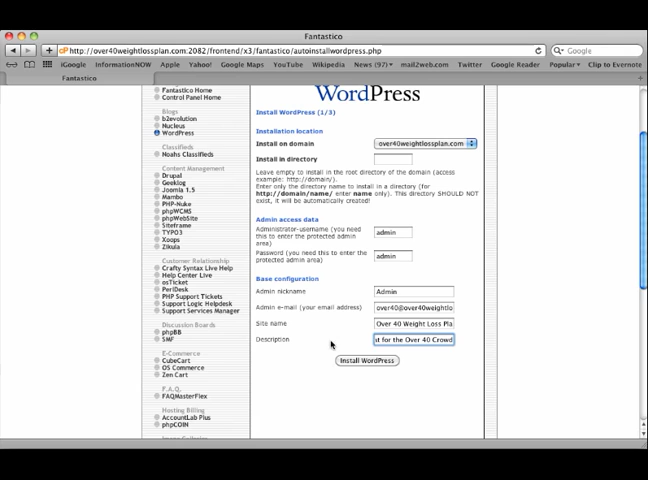 Fantastico
http://over40weightlossplan.com:2082/frontend/x3/fantastico/autoinstallwordpress.php
Google
iGoogle InformationNOW Apple Yahoo! Google Maps YouTube Wikipedia News (97) mail2web.com Twitter Google Reader Popular Clip to Evernote
Fantastico
Fantastico Home
Control Panel Home
Blogs
b2evolution
Nucleus
WordPress
Classifieds
Noahs Classifieds
Content Management
Drupal
Geeklog
Joomla 1.5
Mambo
PHP-Nuke
phpWCMS
phpWebSite
Siteframe
TYPO3
Xoops
Zikula
Customer Relationship
Crafty Syntax Live Help
Help Center Live
osTicket
PerlDesk
PHP Support Tickets
Support Logic Helpdesk
Support Services Manager
Discussion Boards
phpBB
SMF
E-Commerce
CubeCart
OS Commerce
Zen Cart
F.A.Q.
FAQMasterFlex
Hosting Billing
AccountLab Plus
phpCOIN
WordPress
Install WordPress (1/3)
Installation location
Install on domain over40weightlossplan.com
Install in directory
Leave empty to install in the root directory of the domain (access
example: http://domain/).
Enter only the directory name to install in a directory (for
http://domain/name/ enter name only). This directory SHOULD NOT
exist, it will be automatically created!
Admin access data
Administrator-username (you need
this to enter the protected admin
area)
admin
Password (you need this to enter the
protected admin area)
admin
Base configuration
Admin nickname Admin
Admin e-mail (your email address) over40@over40weightlo
Site name Over 40 Weight Loss Pla
Description t for the Over 40 Crowd
Install WordPress